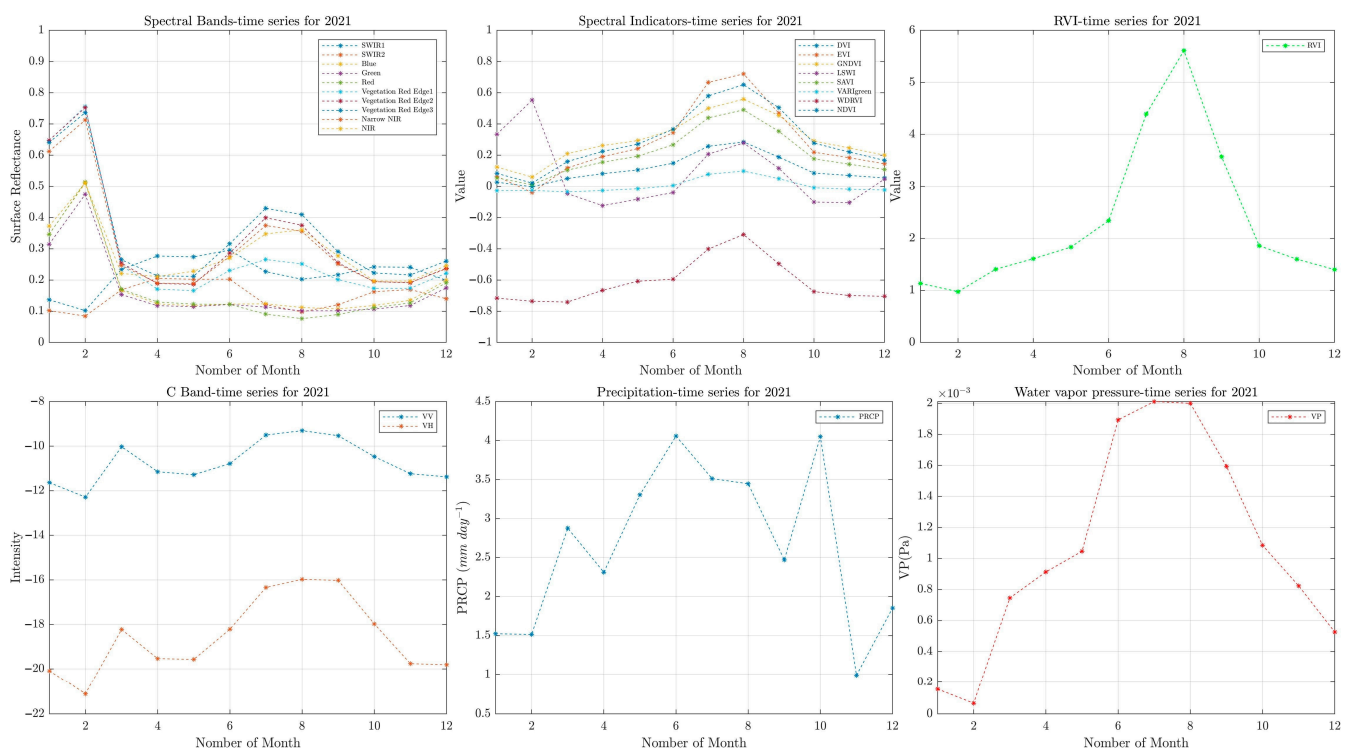 Spectral Bands-time series for 2021
1
0.9
0.8
0.7
0.6
0.5
0.4
0.3
0.2
0.1
0
Surface Reflectance
SWIR1
SWIR2
Blue
Green
Red
Vegetation Red Edge1
Vegetation Red Edge2
Vegetation Red Edge3
Narrow NIR
NIR
2 4 6 8 10 12
Nomber of Month
Spectral Indicators-time series for 2021
1
0.8
0.6
0.4
0.2
0
−0.2
−0.4
−0.6
−0.8
−1
Value
DVI
EVI
GNDVI
LSWI
SAVI
VARIgreen
WDRVI
NDVI
2 4 6 8 10 12
Nomber of Month
RVI-time series for 2021
6
5
4
3
2
1
0
Value
RVI
2 4 6 8 10 12
Nomber of Month
C Band-time series for 2021
−8
−10
−12
−14
−16
−18
−20
−22
Intensity
VV
VH
2 4 6 8 10 12
Nomber of Month
Precipitation-time series for 2021
4.5
4
3.5
3
2.5
2
1.5
1
0.5
PRCP (mm day⁻¹)
PRCP
2 4 6 8 10 12
Nomber of Month
Water vapor pressure-time series for 2021
×10⁻³
2
1.8
1.6
1.4
1.2
1
0.8
0.6
0.4
0.2
0
VP(Pa)
VP
2 4 6 8 10 12
Nomber of Month